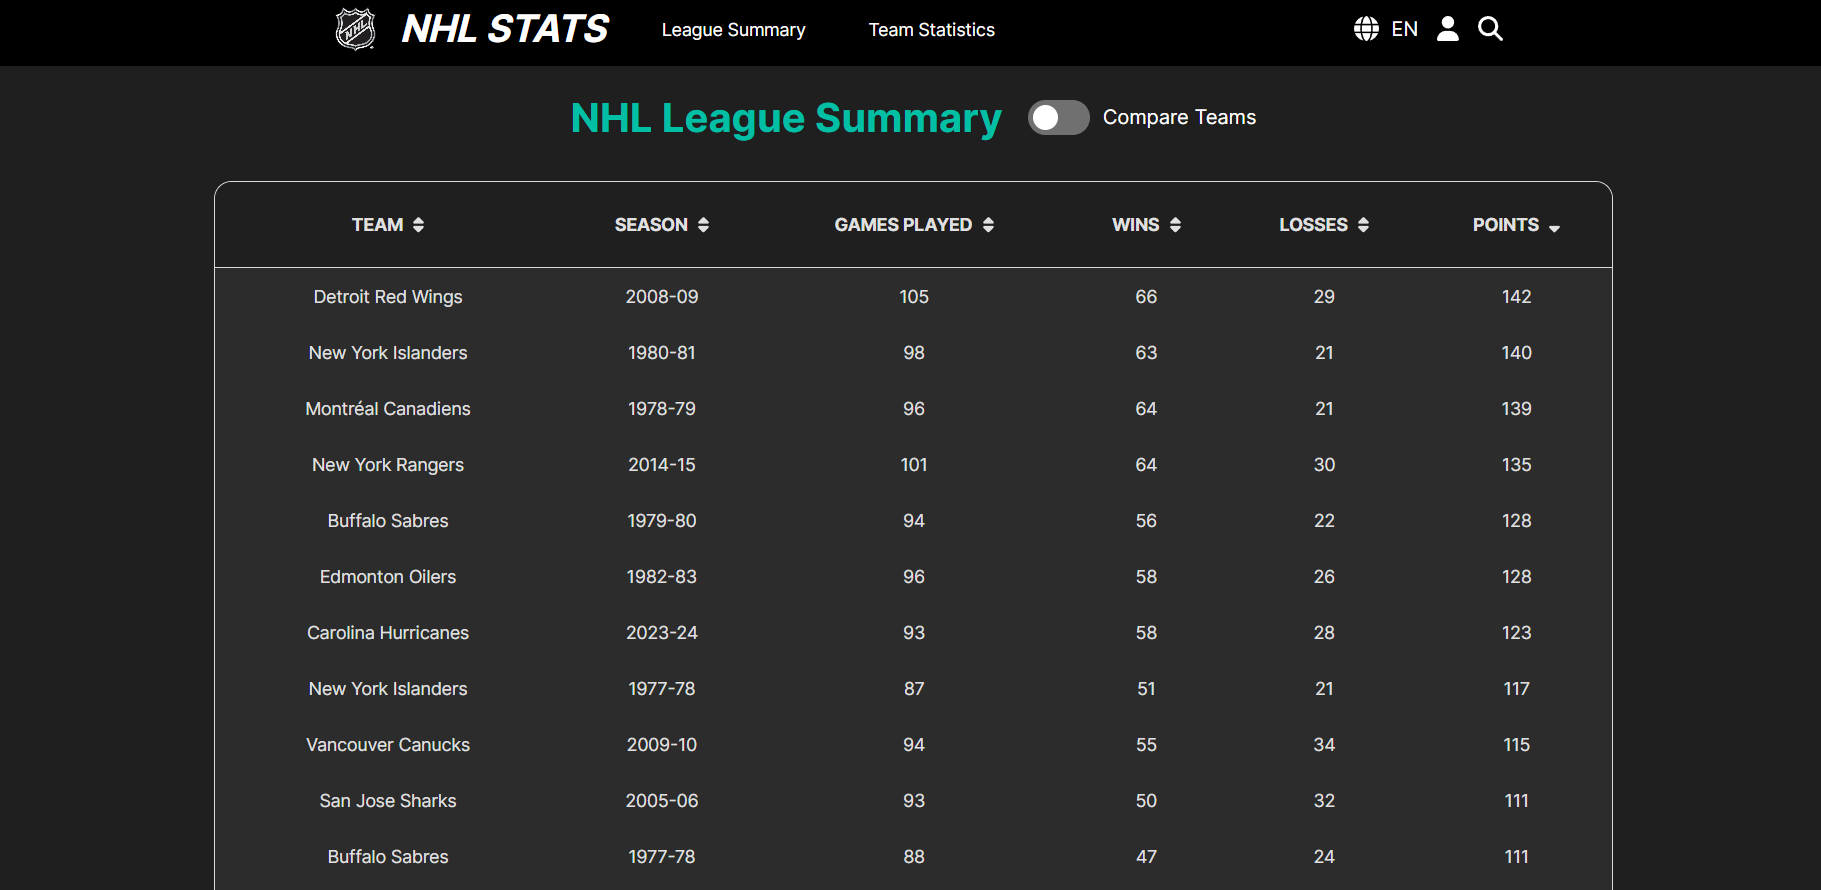 NHL NHL STATS League Summary Team Statistics EN
NHL League Summary Compare Teams
TEAM SEASON GAMES PLAYED WINS LOSSES POINTS
Detroit Red Wings 2008-09 105 66 29 142
New York Islanders 1980-81 98 63 21 140
Montréal Canadiens 1978-79 96 64 21 139
New York Rangers 2014-15 101 64 30 135
Buffalo Sabres 1979-80 94 56 22 128
Edmonton Oilers 1982-83 96 58 26 128
Carolina Hurricanes 2023-24 93 58 28 123
New York Islanders 1977-78 87 51 21 117
Vancouver Canucks 2009-10 94 55 34 115
San Jose Sharks 2005-06 93 50 32 111
Buffalo Sabres 1977-78 88 47 24 111